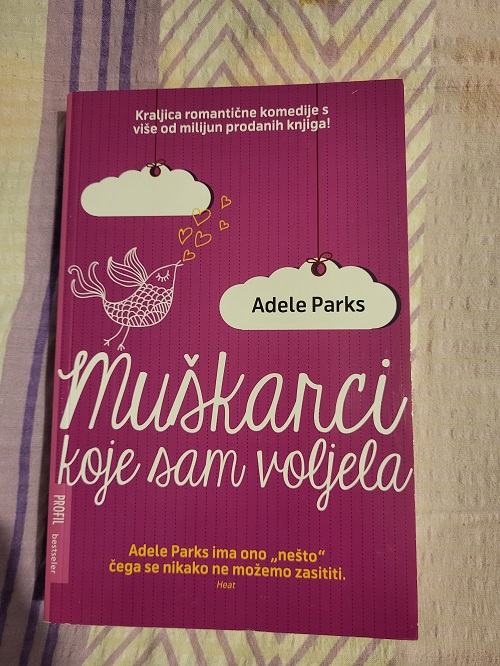 Kraljica romantične komedije s
više od milijun prodanih knjiga!
Adele Parks
Muškarci
koje sam voljela
PROFIL
bestseler
Adele Parks ima ono „nešto“
čega se nikako ne možemo zasititi.
Heat